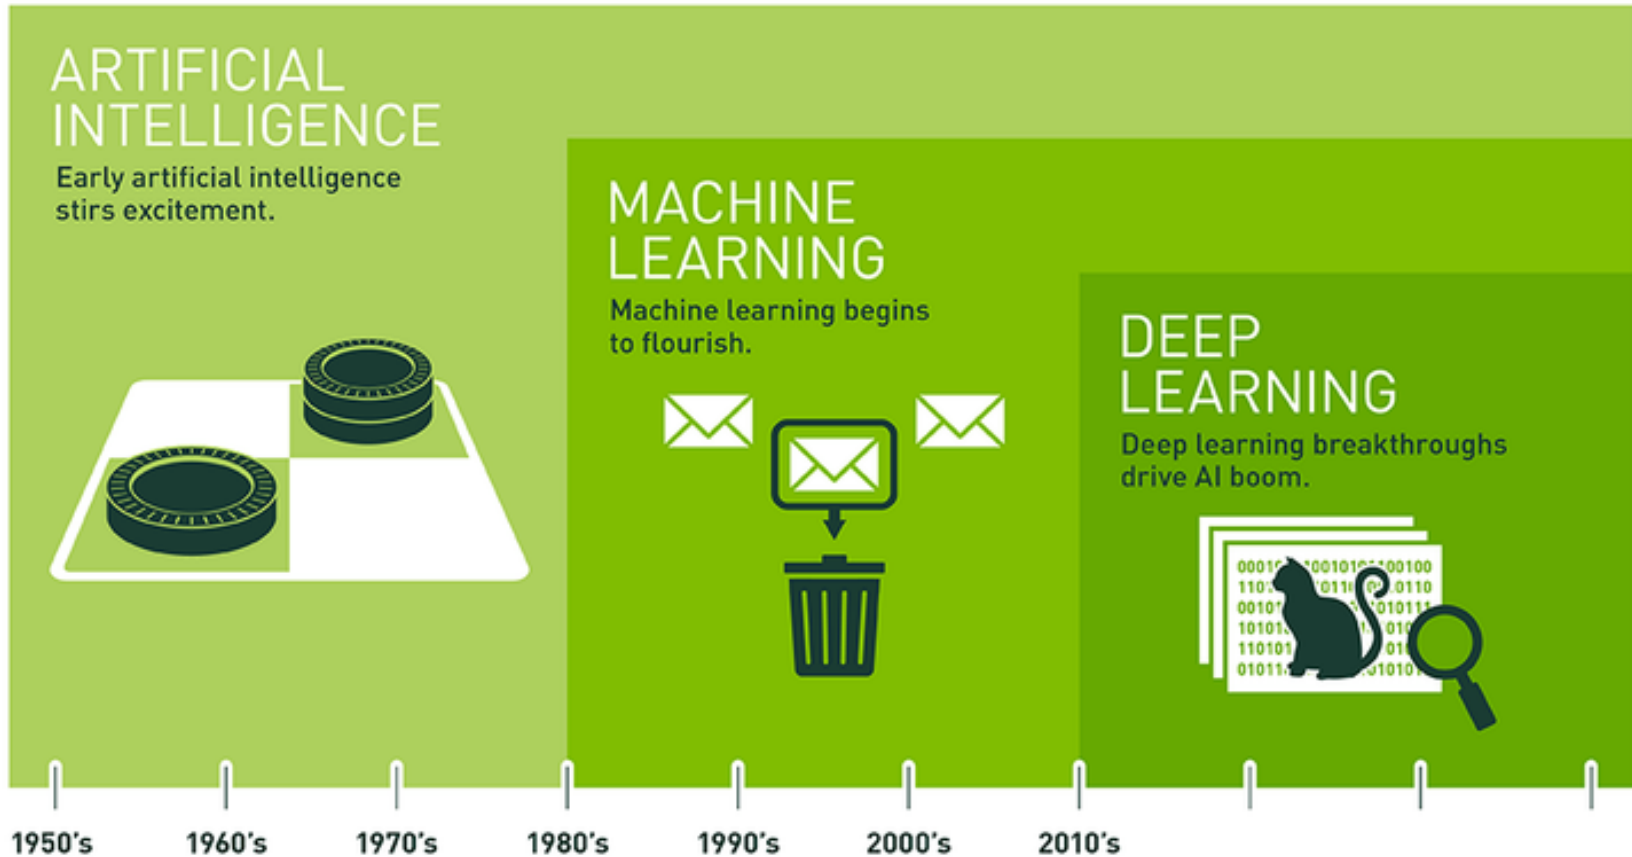 ARTIFICIAL
INTELLIGENCE
Early artificial intelligence
stirs excitement.
MACHINE
LEARNING
Machine learning begins
to flourish.
DEEP
LEARNING
Deep learning breakthroughs
drive AI boom.
1950's 1960's 1970's 1980's 1990's 2000's 2010's